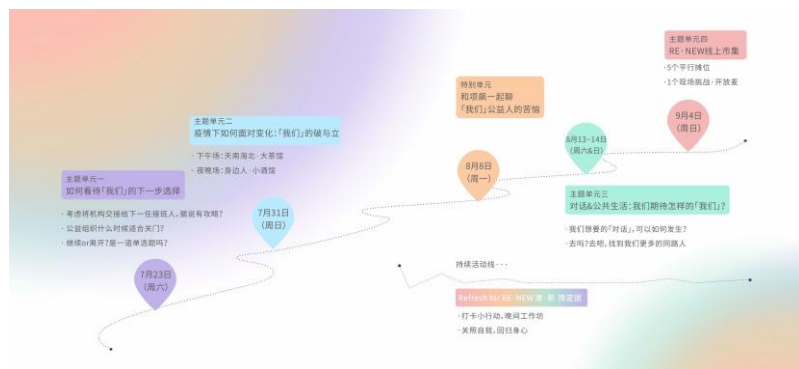 主题单元一
如何看待「我们」的下一步选择
·考虑将机构交接给下一任接班人,据说有攻略?
·公益组织什么时候适合关门?
·继续or离开?是一道单选题吗?
7月23日
(周六)
主题单元二
疫情下如何面对变化:「我们」的破与立
·下午场:天南海北·大茶馆
·夜晚场:身边人·小酒馆
7月31日
(周日)
特别单元
和项飙一起聊
「我们」公益人的苦恼
8月8日
(周一)
8月13-14日
(周六&日)
主题单元三
对话&公共生活:我们期待怎样的「我们」?
·我们想要的「对话」,可以如何发生?
·去吗?去吧,找到我们更多的同路人
主题单元四
RE·NEW线上市集
·5个平行摊位
·1个现场挑战·开放麦
9月4日
(周日)
持续活动线···
Refresh for RE·NEW 凌·新 限定团
·打卡小行动,晚间工作坊
·关照自我,回归身心